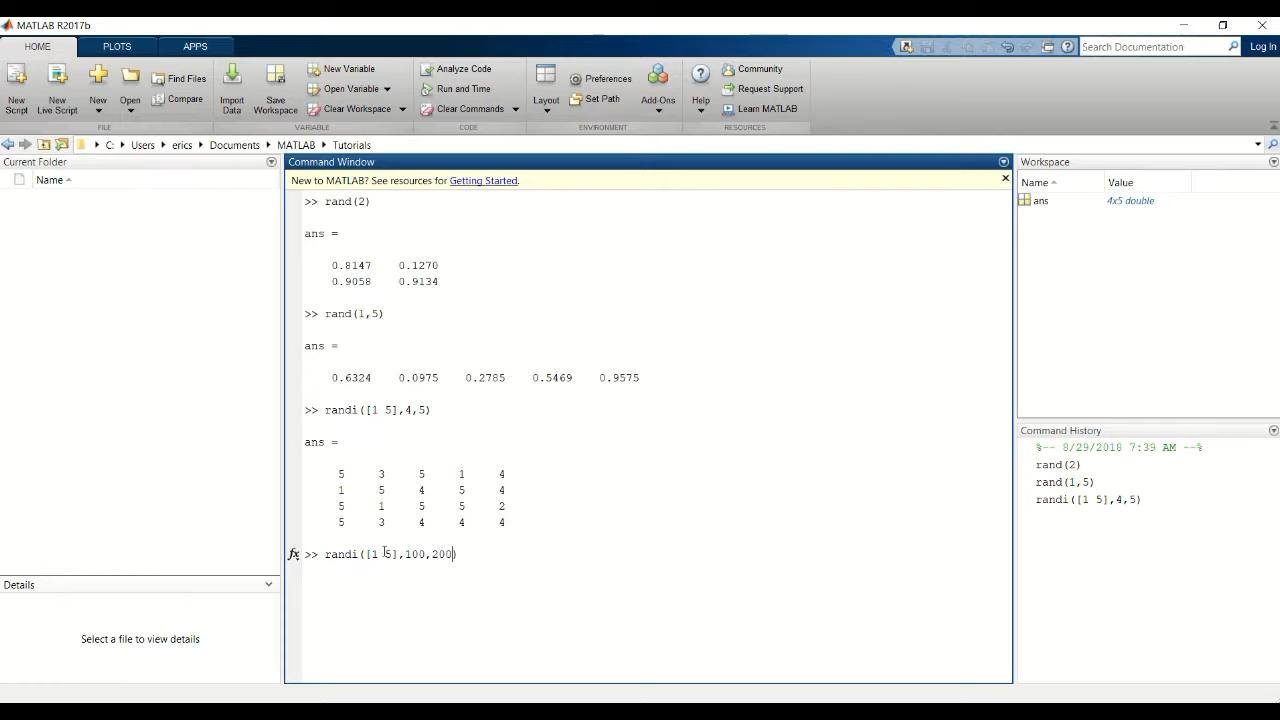 MATLAB R2017b
HOME PLOTS APPS
Search Documentation Log In
New Script
New Live Script
New
Open
Find Files
Compare
Import Data
Save Workspace
New Variable
Open Variable
Clear Workspace
Analyze Code
Run and Time
Clear Commands
Layout
Preferences
Set Path
Add-Ons
Help
Community
Request Support
Learn MATLAB
FILE VARIABLE CODE ENVIRONMENT RESOURCES
C: Users erics Documents MATLAB Tutorials
Current Folder
Name
Command Window
New to MATLAB? See resources for Getting Started.
>> rand(2)
ans =
0.8147 0.1270
0.9058 0.9134
>> rand(1,5)
ans =
0.6324 0.0975 0.2785 0.5469 0.9575
>> randi([1 5],4,5)
ans =
5 3 5 1 4
1 5 4 5 4
5 1 5 5 2
5 3 4 4 4
fx >> randi([1 5],100,200)
Workspace
Name Value
ans 4x5 double
Command History
%-- 8/29/2018 7:39 AM --%
rand(2)
rand(1,5)
randi([1 5],4,5)
Details
Select a file to view details